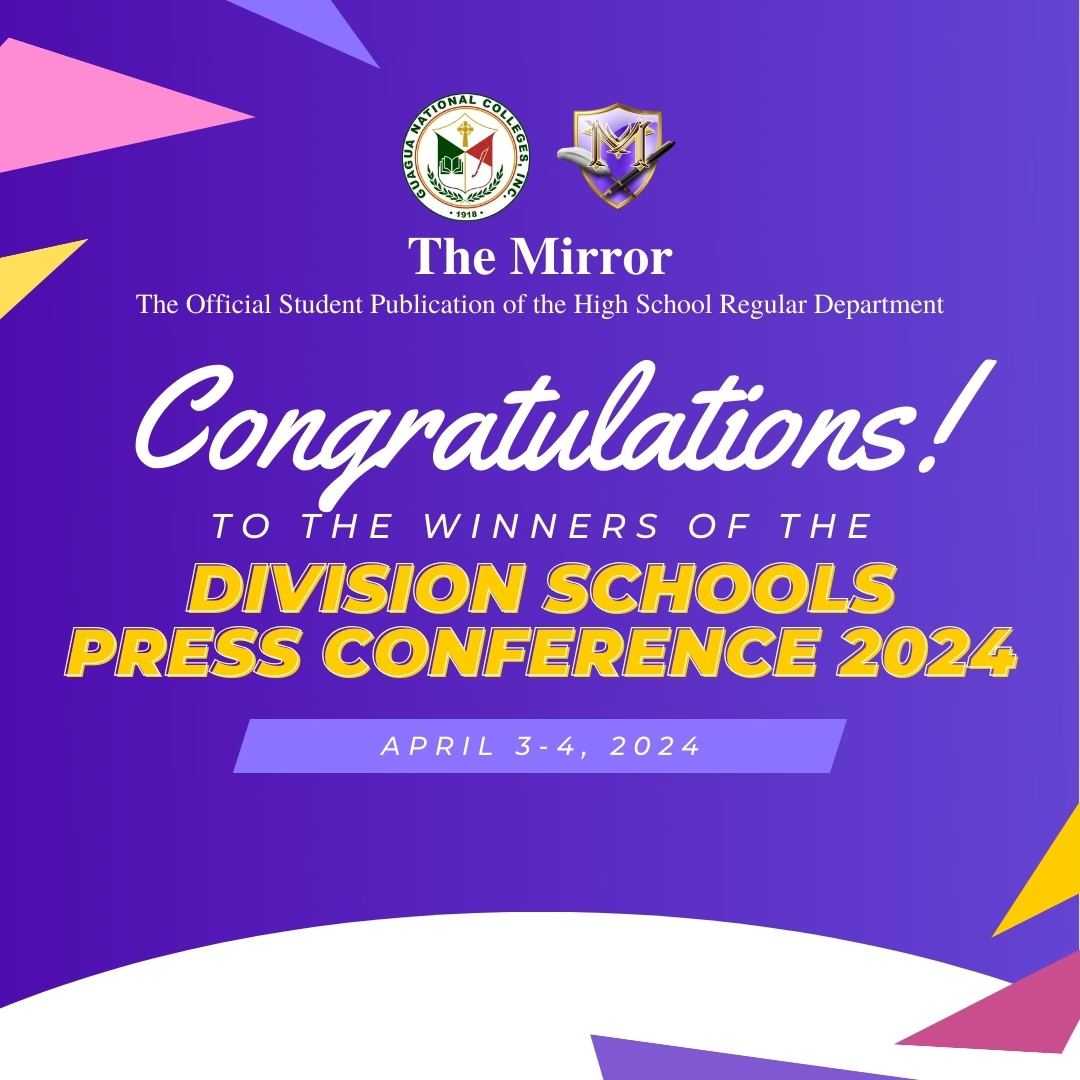 GUAGUA NATIONAL COLLEGES, INC.
• 1918 •
M
The Mirror
The Official Student Publication of the High School Regular Department
Congratulations!
TO THE WINNERS OF THE
DIVISION SCHOOLS
PRESS CONFERENCE 2024
APRIL 3-4, 2024